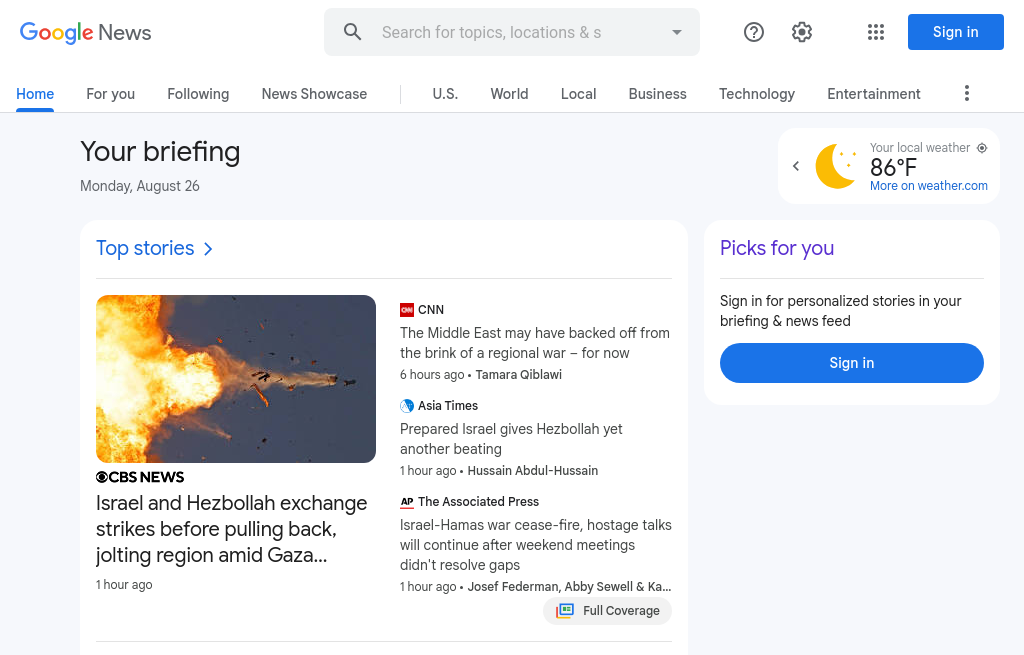 Google News
Search for topics, locations & s
Sign in
Home For you Following News Showcase U.S. World Local Business Technology Entertainment
Your briefing
Monday, August 26
Your local weather
86°F
More on weather.com
Top stories
CBS NEWS
Israel and Hezbollah exchange
strikes before pulling back,
jolting region amid Gaza...
1 hour ago
CNN
The Middle East may have backed off from
the brink of a regional war – for now
6 hours ago • Tamara Qiblawi
Asia Times
Prepared Israel gives Hezbollah yet
another beating
1 hour ago • Hussain Abdul-Hussain
AP The Associated Press
Israel-Hamas war cease-fire, hostage talks
will continue after weekend meetings
didn't resolve gaps
1 hour ago • Josef Federman, Abby Sewell & Ka...
Full Coverage
Picks for you
Sign in for personalized stories in your
briefing & news feed
Sign in